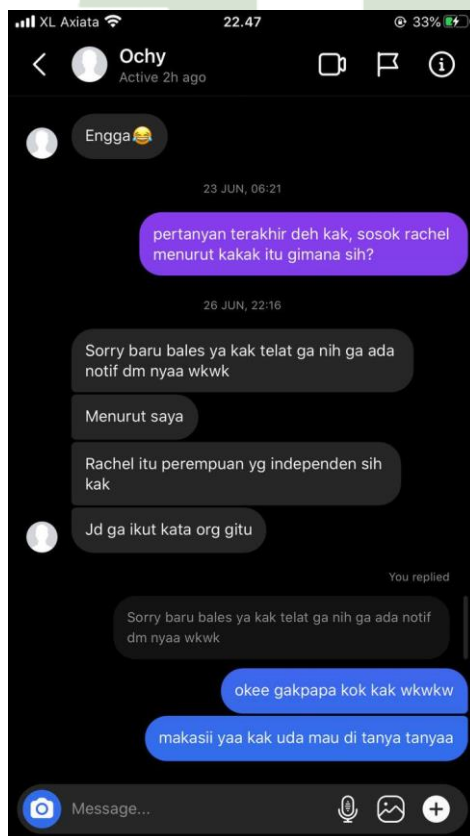 XL Axiata
22.47
33%
Ochy
Active 2h ago
Engga😂
23 JUN, 06:21
pertanyan terakhir deh kak, sosok rachel
menurut kakak itu gimana sih?
26 JUN, 22:16
Sorry baru bales ya kak telat ga nih ga ada
notif dm nyaa wkwk
Menurut saya
Rachel itu perempuan yg independen sih
kak
Jd ga ikut kata org gitu
You replied
Sorry baru bales ya kak telat ga nih ga ada notif
dm nyaa wkwk
okee gakpapa kok kak wkwkw
makasii yaa kak uda mau di tanya tanyaa
Message...